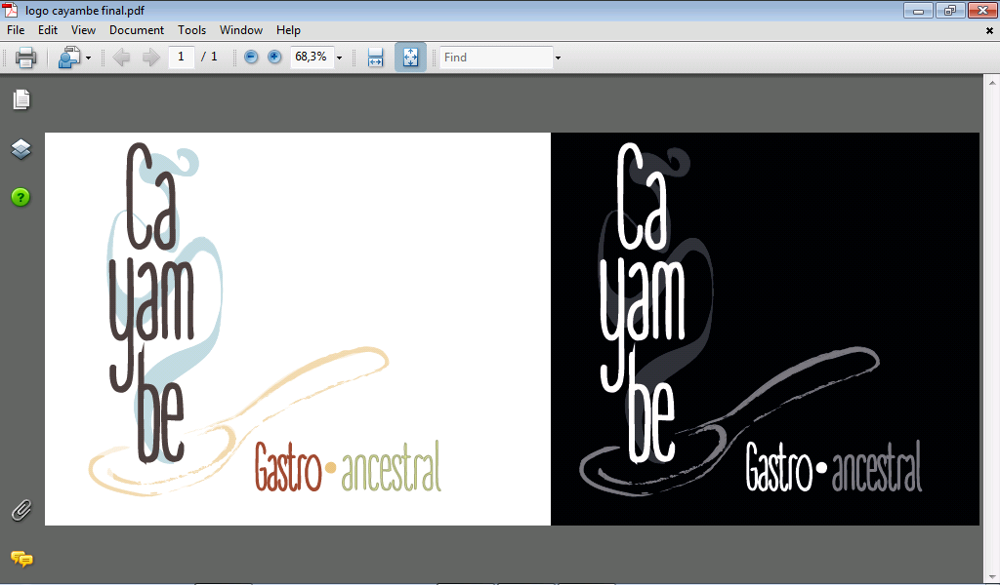 logo cayambe final.pdf
File Edit View Document Tools Window Help
1 / 1 68,3% Find
Ca
yam
be
Gastro • ancestral
Ca
yam
be
Gastro • ancestral